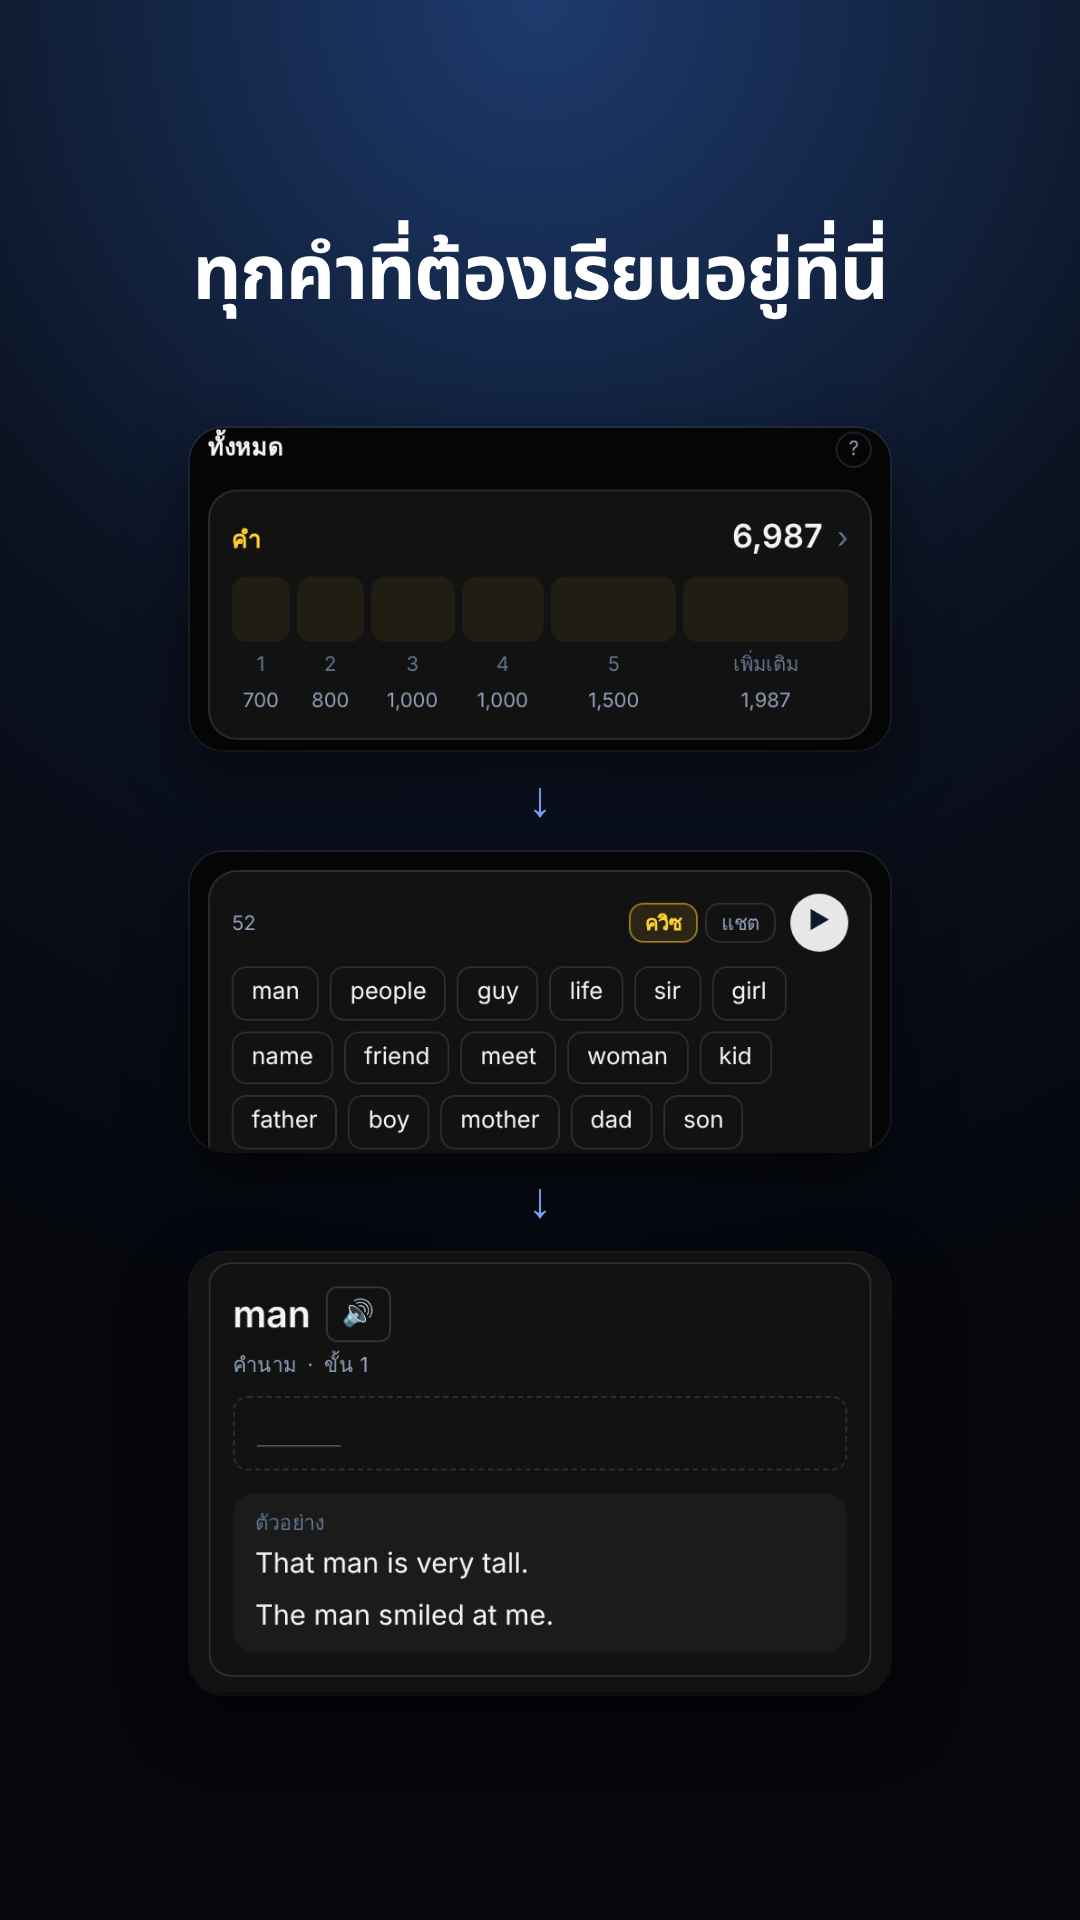 ทุกคำที่ต้องเรียนอยู่ที่นี่
ทั้งหมด ?
คำ 6,987 ›
1 2 3 4 5 เพิ่มเติม
700 800 1,000 1,000 1,500 1,987
↓
52 ควิซ แชต
man people guy life sir girl
name friend meet woman kid
father boy mother dad son
↓
man
คำนาม · ขั้น 1
ตัวอย่าง
That man is very tall.
The man smiled at me.